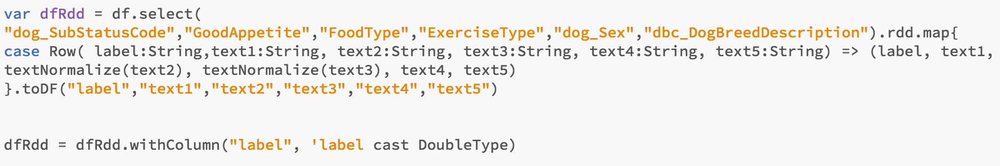 var dfRdd = df.select(
"dog_SubStatusCode","GoodAppetite","FoodType","ExerciseType","dog_Sex","dbc_DogBreedDescription").rdd.map{
case Row( label:String,text1:String, text2:String, text3:String, text4:String, text5:String) => (label, text1,
textNormalize(text2), textNormalize(text3), text4, text5)
}.toDF("label","text1","text2","text3","text4","text5")
dfRdd = dfRdd.withColumn("label", 'label cast DoubleType)